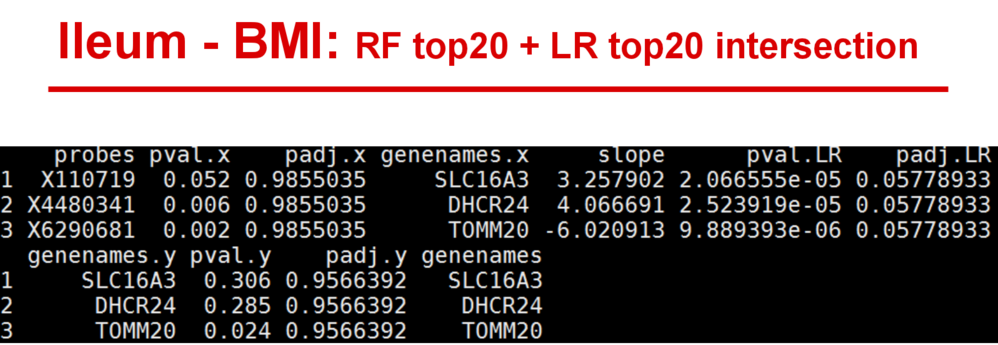 Ileum - BMI: RF top20 + LR top20 intersection
probes pval.x padj.x genenames.x slope pval.LR padj.LR
1 X110719 0.052 0.9855035 SLC16A3 3.257902 2.066555e-05 0.05778933
2 X4480341 0.006 0.9855035 DHCR24 4.066691 2.523919e-05 0.05778933
3 X6290681 0.002 0.9855035 TOMM20 -6.020913 9.889393e-06 0.05778933
genenames.y pval.y padj.y genenames
1 SLC16A3 0.306 0.9566392 SLC16A3
2 DHCR24 0.285 0.9566392 DHCR24
3 TOMM20 0.024 0.9566392 TOMM20